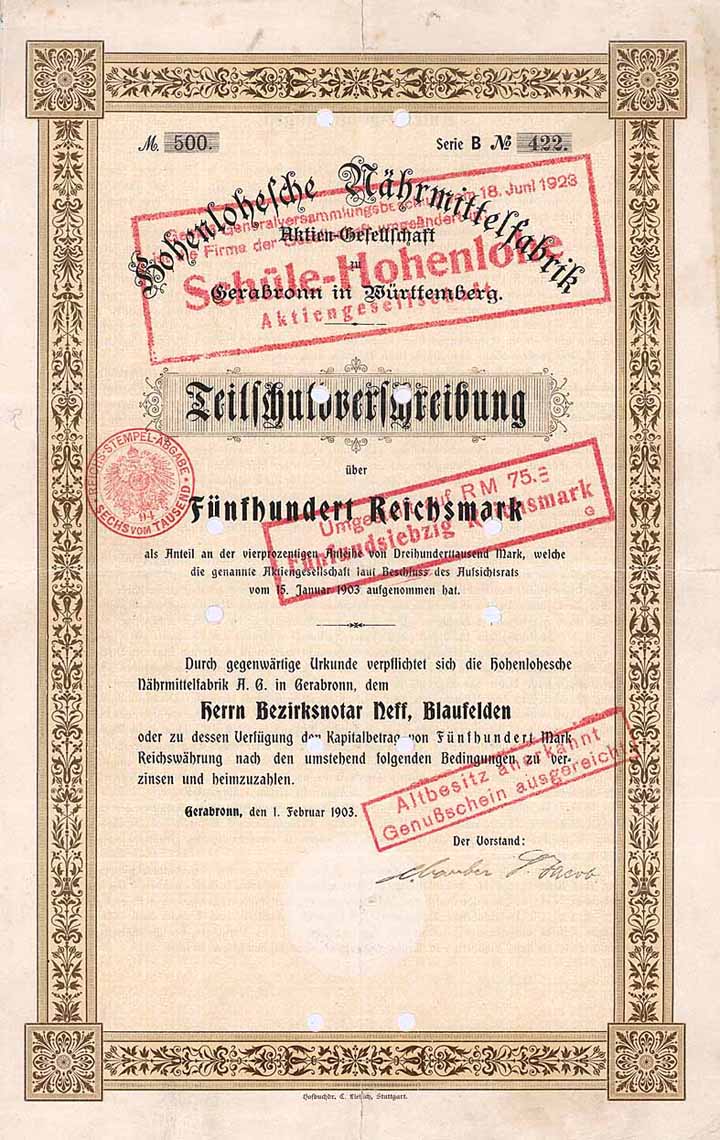 M. 500.
Serie B No 422.
Hohenlohesche Nährmittelfabrik
18. Juni 1923
Aktien-Gesellschaft
Firma der
zu
Schüle-Hohenlohe
Gerabronn in Württemberg.
Aktiengesellschaft
Teilschuldverschreibung
REICHS-STEMPEL-ABGABE
94
SECHS VOM TAUSEND
über
Fünfhundert Reichsmark
auf RM 75.
Fünfundsiebzig Reichsmark
G
als Anteil an der vierprozentigen Anleihe von Dreihunderttausend Mark, welche
die genannte Aktiengesellschaft laut Beschluss des Aufsichtsrats
vom 15. Januar 1903 aufgenommen hat.
Durch gegenwärtige Urkunde verpflichtet sich die Hohenlohesche
Nährmittelfabrik A. G. in Gerabronn, dem
Herrn Bezirksnotar Neff, Blaufelden
oder zu dessen Verfügung den Kapitalbetrag von Fünfhundert Mark
Reichswährung nach den umstehend folgenden Bedingungen zu ver-
zinsen und heimzuzahlen.
Altbesitz anerkannt
Genußschein ausgereicht
Gerabronn, den 1. Februar 1903.
Der Vorstand:
Jacob
Hofbuchdr. C. Liebich, Stuttgart.